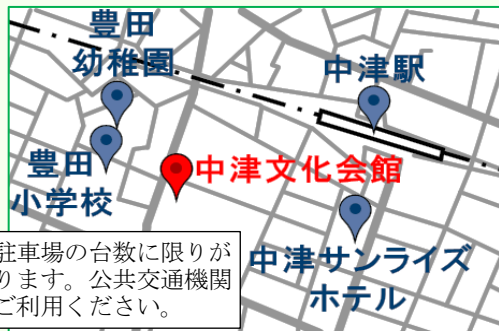 豊田
幼稚園
中津駅
豊田
小学校
中津文化会館
中津サンライズ
ホテル
駐車場の台数に限りが
ります。公共交通機関
ご利用ください。